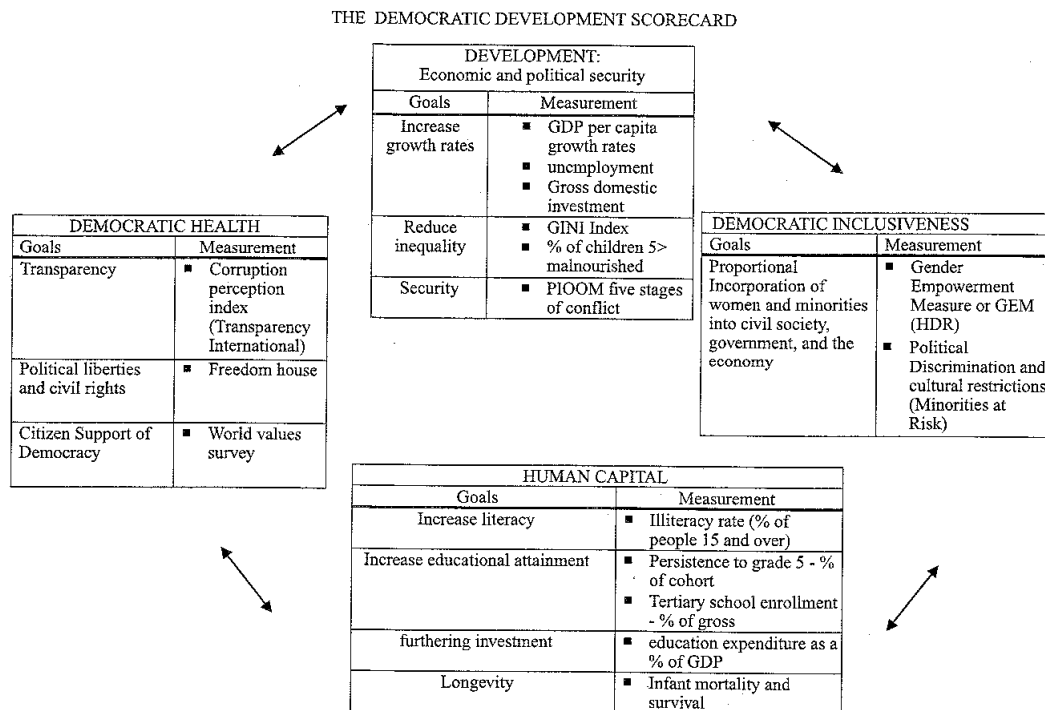 THE DEMOCRATIC DEVELOPMENT SCORECARD
DEVELOPMENT:
Economic and political security
Goals Measurement
Increase growth rates
▪ GDP per capita
growth rates
▪ unemployment
▪ Gross domestic
investment
Reduce
inequality
▪ GINI Index
▪ % of children 5>
malnourished
Security
▪ PIOOM five stages
of conflict
DEMOCRATIC HEALTH
Goals Measurement
Transparency
▪ Corruption
perception
index
(Transparency
International)
Political liberties
and civil rights
▪ Freedom house
Citizen Support of
Democracy
▪ World values
survey
DEMOCRATIC INCLUSIVENESS
Goals Measurement
Proportional
Incorporation of
women and minorities
into civil society,
government, and the
economy
▪ Gender
Empowerment
Measure or GEM
(HDR)
▪ Political
Discrimination and
cultural restrictions
(Minorities at
Risk)
HUMAN CAPITAL
Goals Measurement
Increase literacy
▪ Illiteracy rate (% of
people 15 and over)
Increase educational attainment
▪ Persistence to grade 5 - %
of cohort
▪ Tertiary school enrollment
- % of gross
furthering investment
▪ education expenditure as a
% of GDP
Longevity
▪ Infant mortality and
survival